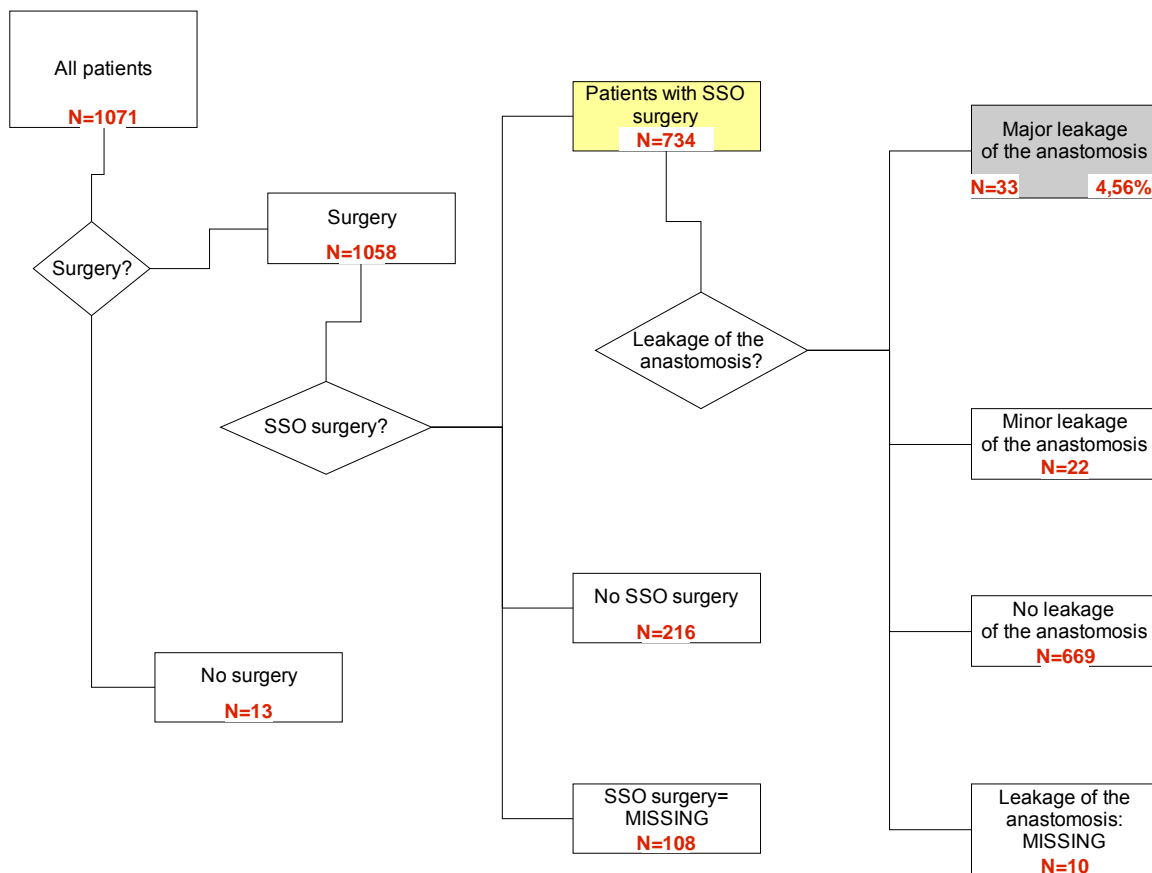 All patients
N=1071
Surgery?
Surgery
N=1058
SSO surgery?
No surgery
N=13
Patients with SSO
surgery
N=734
Leakage of the
anastomosis?
No SSO surgery
N=216
SSO surgery=
MISSING
N=108
Major leakage
of the anastomosis
N=33 4,56%
Minor leakage
of the anastomosis
N=22
No leakage
of the anastomosis
N=669
Leakage of the
anastomosis:
MISSING
N=10